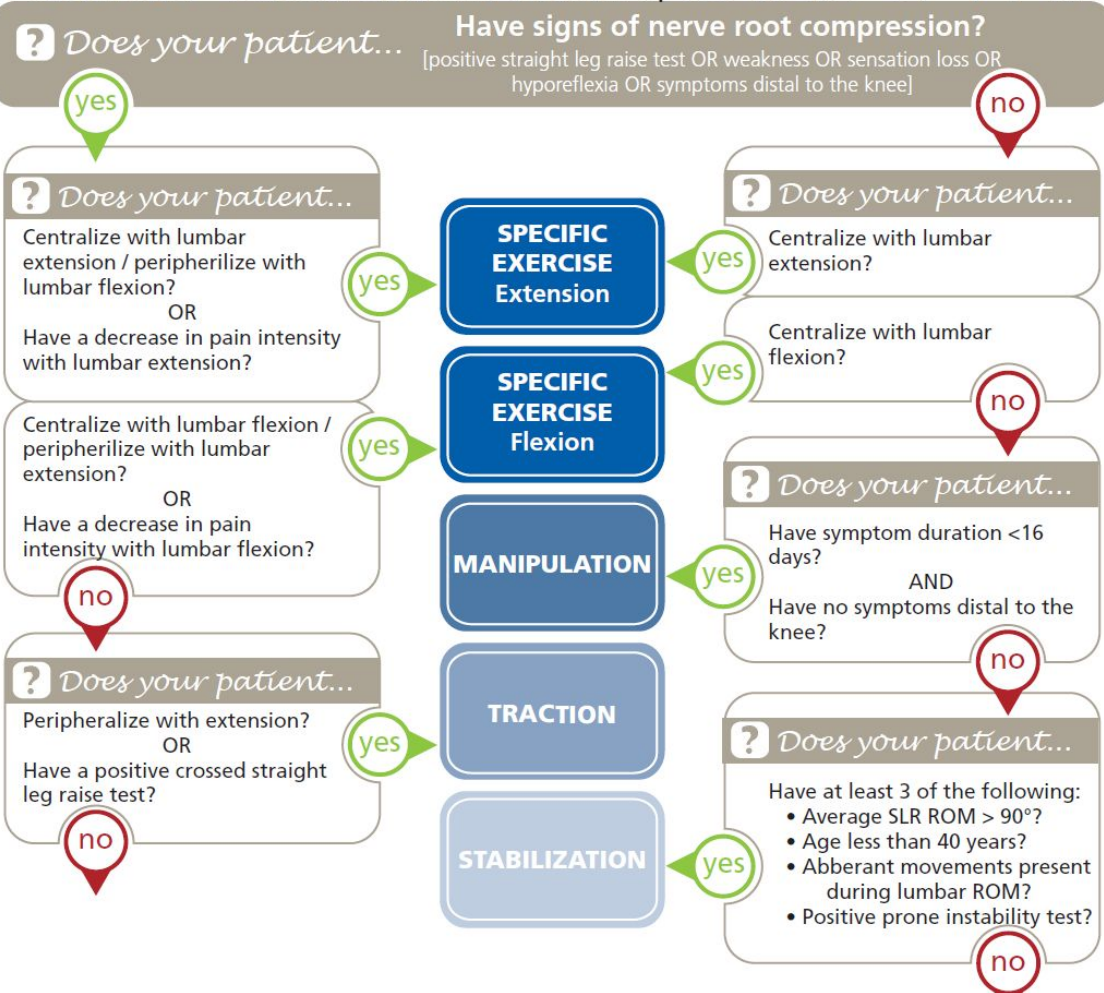 Does your patient...
Have signs of nerve root compression?
[positive straight leg raise test OR weakness OR sensation loss OR
hyporeflexia OR symptoms distal to the knee]
yes
no
? Does your patient...
Centralize with lumbar
extension / peripherilize with
lumbar flexion?
OR
Have a decrease in pain intensity
with lumbar extension?
yes
Centralize with lumbar flexion /
peripherilize with lumbar
extension?
OR
Have a decrease in pain
intensity with lumbar flexion?
yes
no
? Does your patient...
Peripheralize with extension?
OR
Have a positive crossed straight
leg raise test?
yes
no
SPECIFIC
EXERCISE
Extension
SPECIFIC
EXERCISE
Flexion
MANIPULATION
TRACTION
STABILIZATION
? Does your patient...
Centralize with lumbar
extension?
yes
Centralize with lumbar
flexion?
yes
no
? Does your patient...
Have symptom duration <16
days?
AND
Have no symptoms distal to the
knee?
yes
no
? Does your patient...
Have at least 3 of the following:
• Average SLR ROM > 90°?
• Age less than 40 years?
• Abberant movements present
during lumbar ROM?
• Positive prone instability test?
yes
no